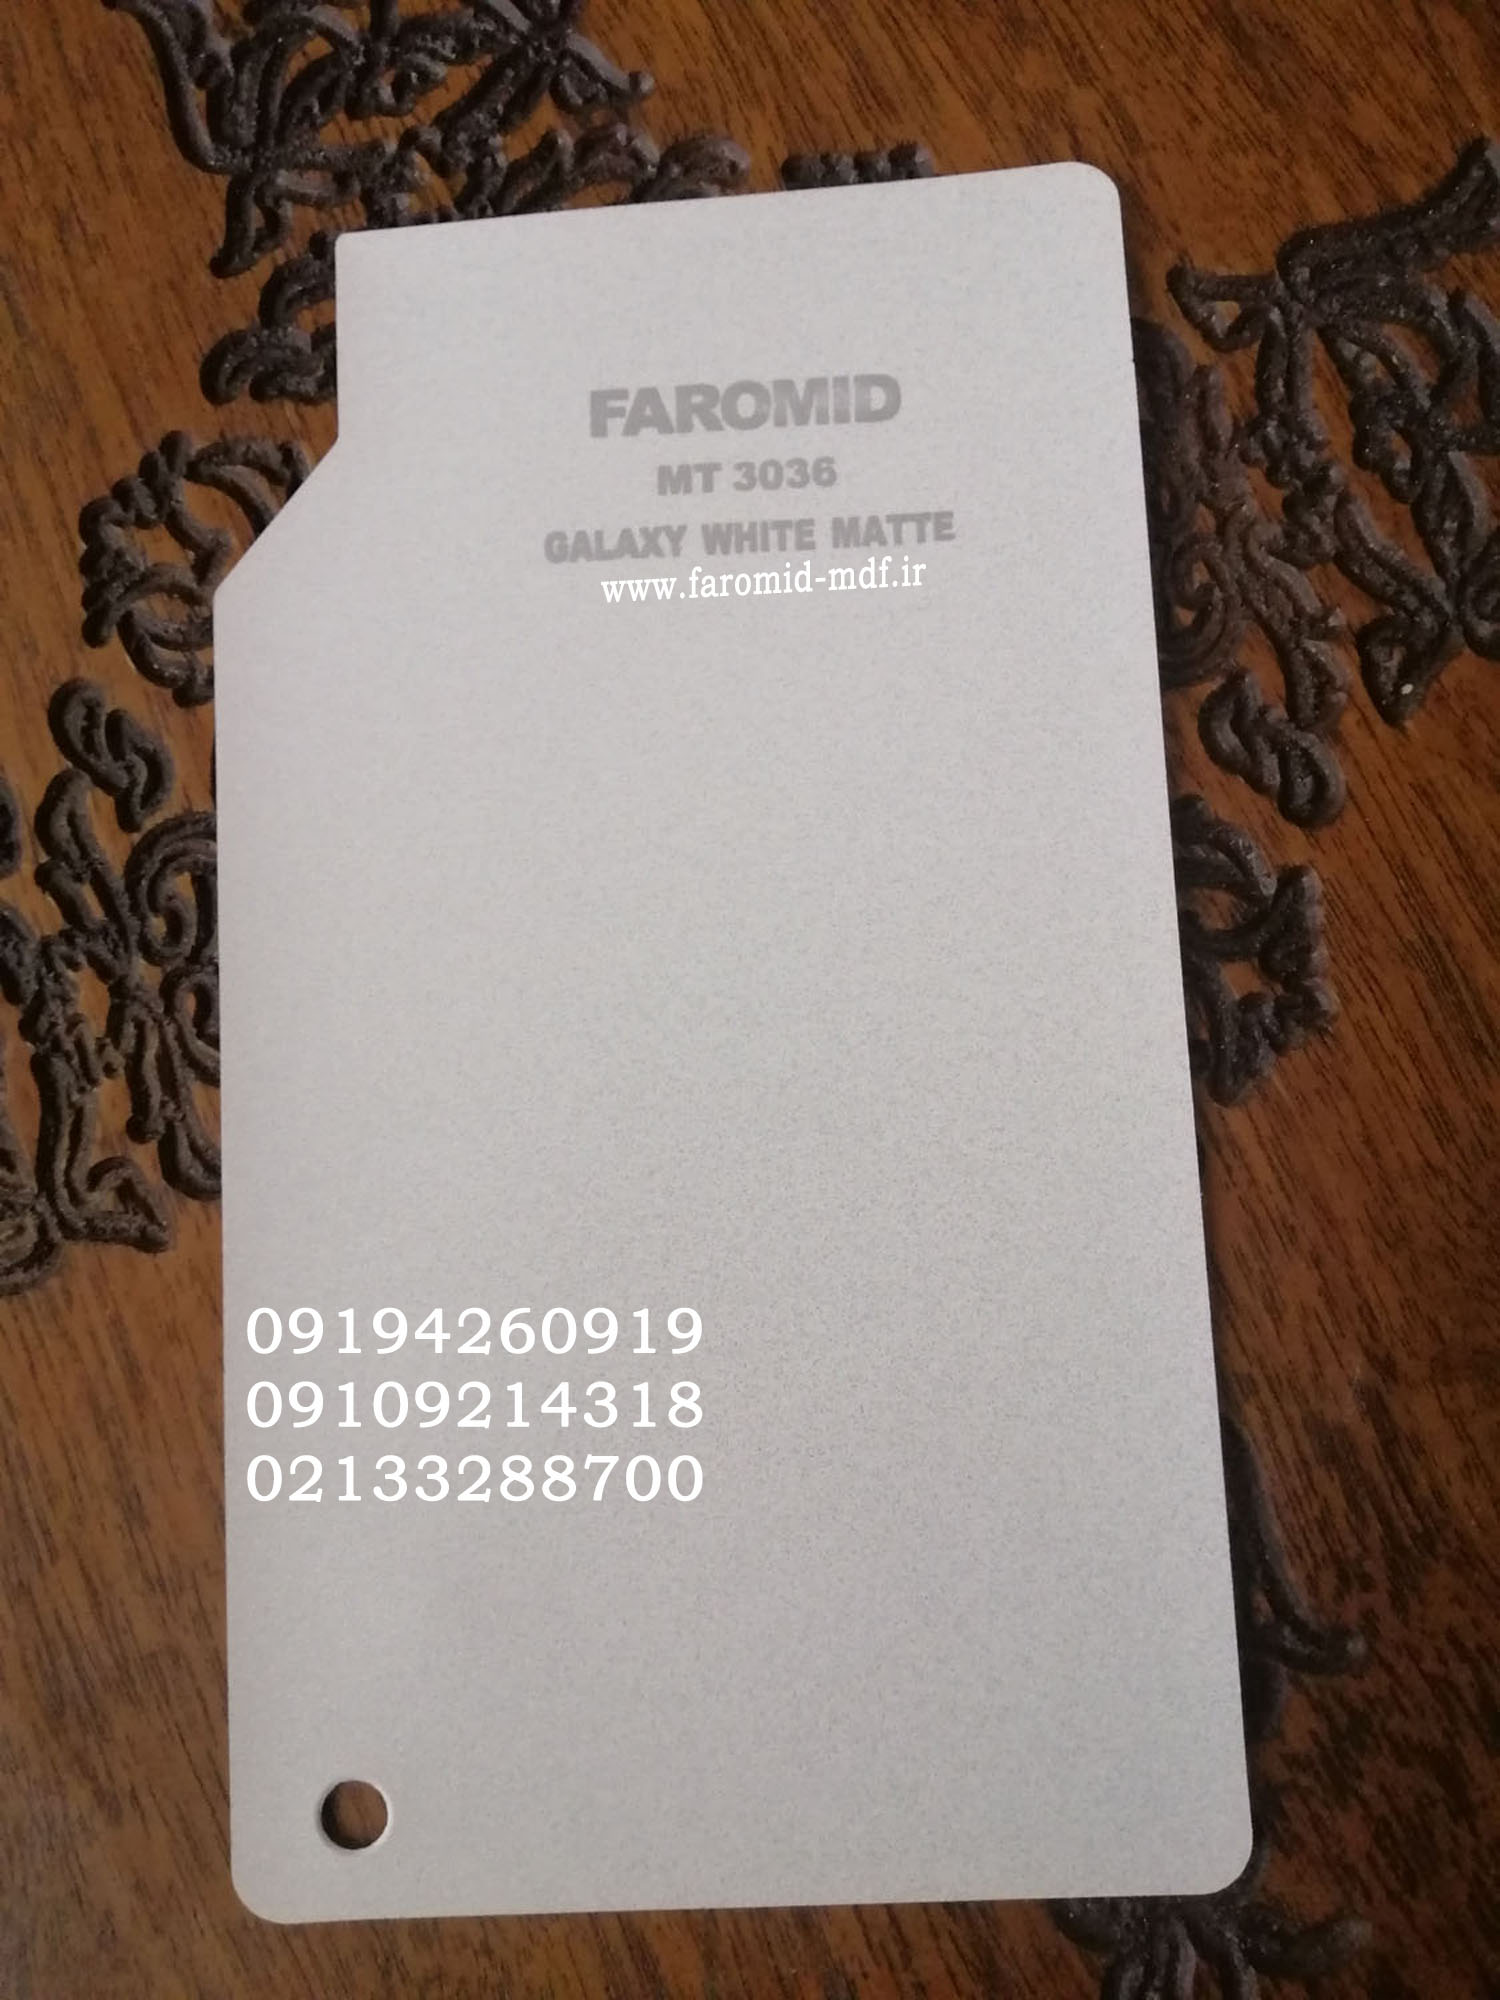 FAROMID
MT 3036
GALAXY WHITE MATTE
www.faromid-mdf.ir
09194260919
09109214318
02133288700